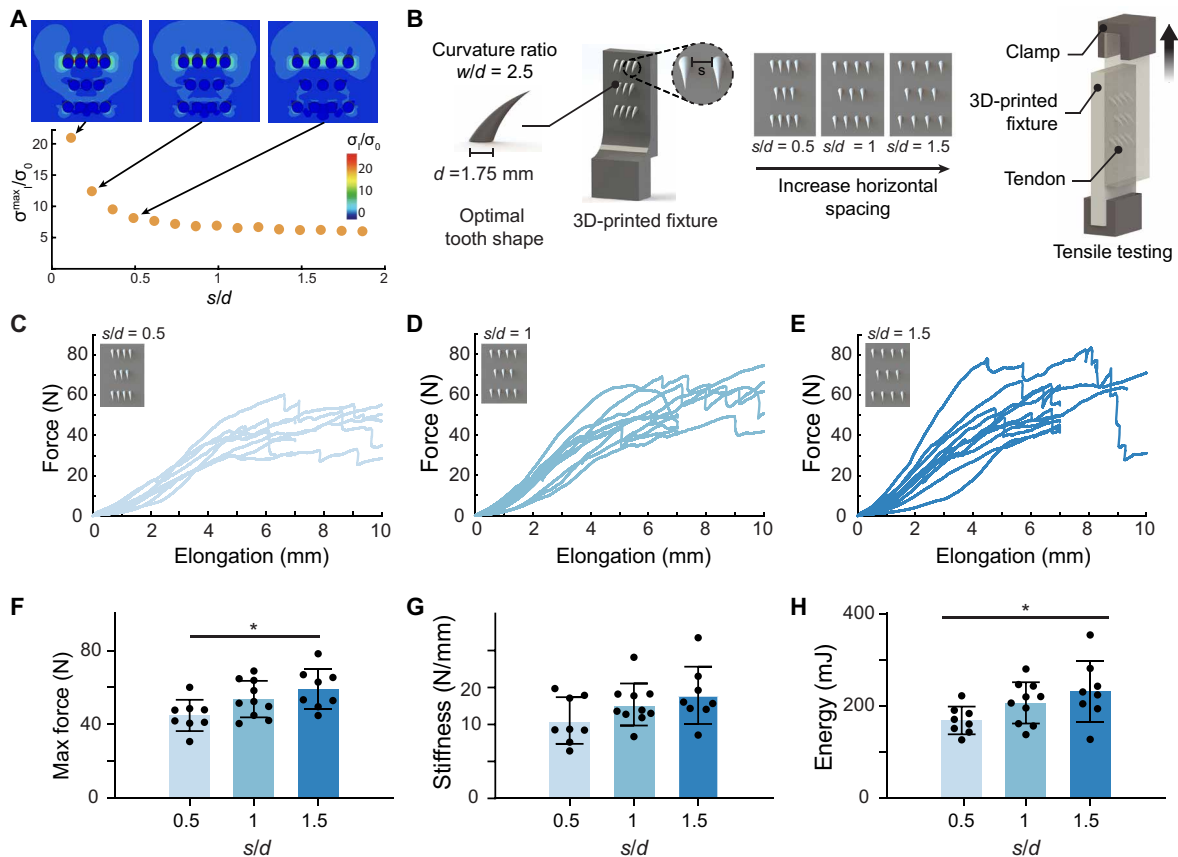 A
σI/σ0
20
10
0
20
15
10
5
σmaxI/σ0
0
0.5
1
1.5
2
s/d
B
Curvature ratio
w/d = 2.5
d =1.75 mm
Optimal
tooth shape
s
3D-printed fixture
s/d = 0.5
s/d = 1
s/d = 1.5
Increase horizontal
spacing
Clamp
3D-printed
fixture
Tendon
Tensile testing
C
s/d = 0.5
80
60
40
20
0
Force (N)
0 2 4 6 8 10
Elongation (mm)
D
s/d = 1
80
60
40
20
0
Force (N)
0 2 4 6 8 10
Elongation (mm)
E
s/d = 1.5
80
60
40
20
0
Force (N)
0 2 4 6 8 10
Elongation (mm)
F
*
80
40
0
Max force (N)
0.5 1 1.5
s/d
G
20
10
0
Stiffness (N/mm)
0.5 1 1.5
s/d
H
*
400
200
0
Energy (mJ)
0.5 1 1.5
s/d